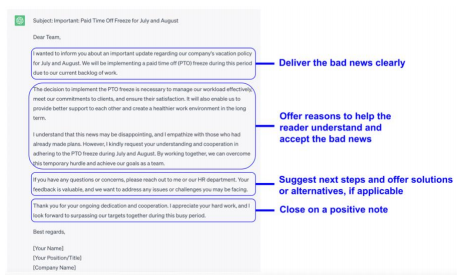 Subject: Important: Paid Time Off Freeze for July and August
Dear Team,
I wanted to inform you about an important update regarding our company's vacation policy
for July and August. We will be implementing a paid time off (PTO) freeze during this period
due to our current backlog of work.
Deliver the bad news clearly
The decision to implement the PTO freeze is necessary to manage our workload effectively,
meet our commitments to clients, and ensure their satisfaction. It will also enable us to
provide better support to each other and create a healthier work environment in the long
term.
I understand that this news may be disappointing, and I empathize with those who had
already made plans. However, I kindly request your understanding and cooperation in
adhering to the PTO freeze during July and August. By working together, we can overcome
this temporary hurdle and achieve our goals as a team.
Offer reasons to help the
reader understand and
accept the bad news
If you have any questions or concerns, please reach out to me or our HR department. Your
feedback is valuable, and we want to address any issues or challenges you may be facing.
Suggest next steps and offer solutions
or alternatives, if applicable
Thank you for your ongoing dedication and cooperation. I appreciate your hard work, and I
look forward to surpassing our targets together during this busy period.
Close on a positive note
Best regards,
[Your Name]
[Your Position/Title]
[Company Name]